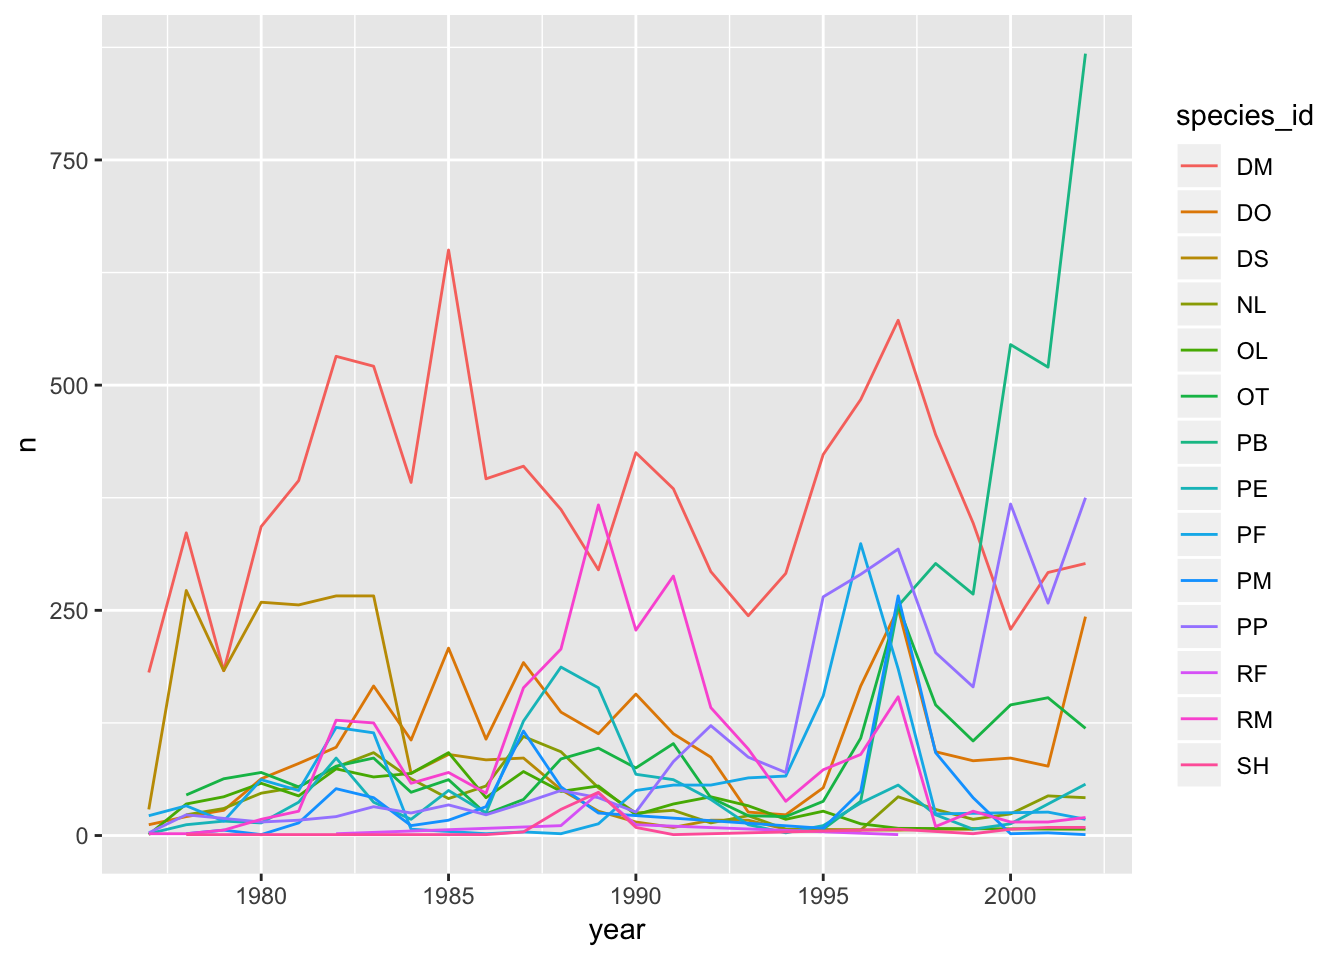 750
500
250
0
n
1980 1985 1990 1995 2000
year
species_id
DM
DO
DS
NL
OL
OT
PB
PE
PF
PM
PP
RF
RM
SH